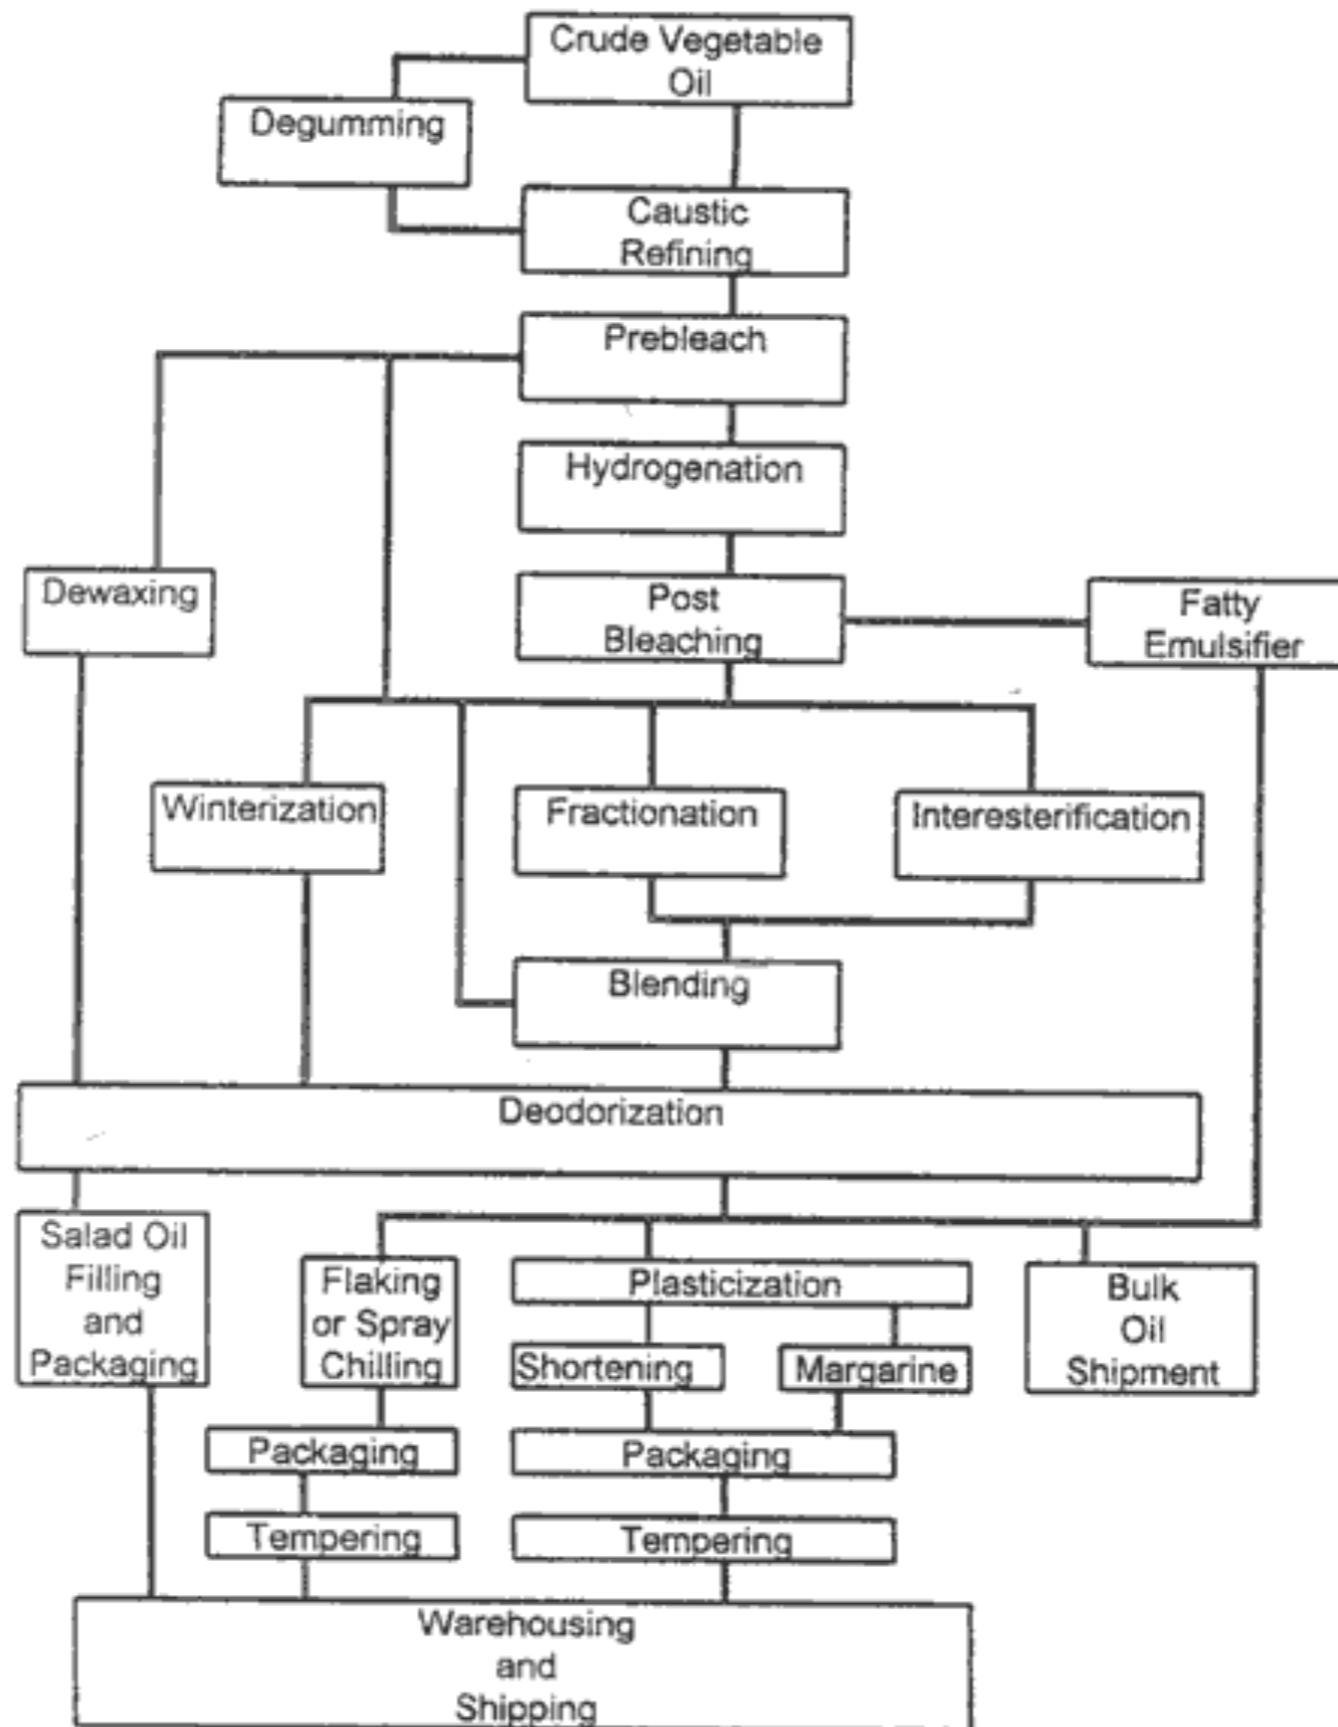 Crude Vegetable
Oil
Degumming
Caustic
Refining
Prebleach
Hydrogenation
Dewaxing
Post
Bleaching
Fatty
Emulsifier
Winterization
Fractionation
Interesterification
Blending
Deodorization
Salad Oil
Filling
and
Packaging
Flaking
or Spray
Chilling
Plasticization
Shortening
Margarine
Bulk
Oil
Shipment
Packaging
Packaging
Tempering
Tempering
Warehousing
and
Shipping